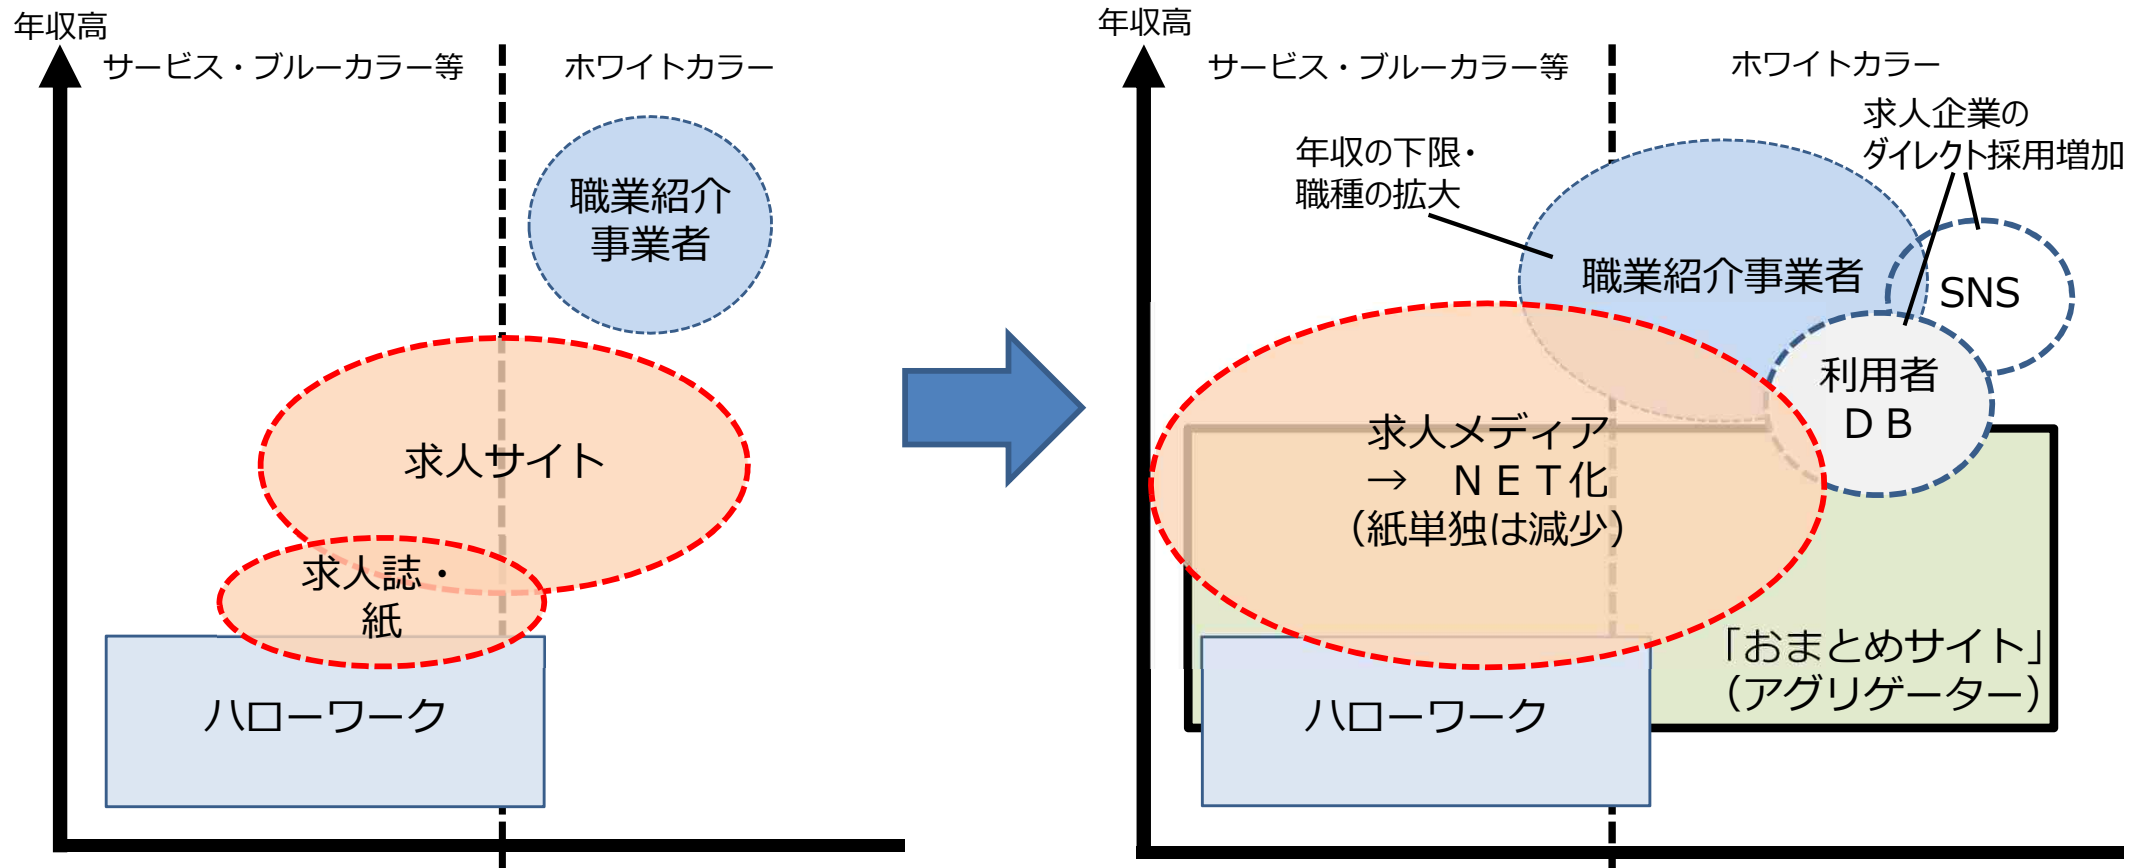 年収高
サービス・ブルーカラー等
ホワイトカラー
職業紹介
事業者
求人サイト
求人誌・
紙
ハローワーク
年収高
サービス・ブルーカラー等
ホワイトカラー
求人企業の
ダイレクト採用増加
年収の下限・
職種の拡大
職業紹介事業者
SNS
利用者
ＤＢ
求人メディア
→　ＮＥＴ化
（紙単独は減少）
「おまとめサイト」
（アグリゲーター）
ハローワーク